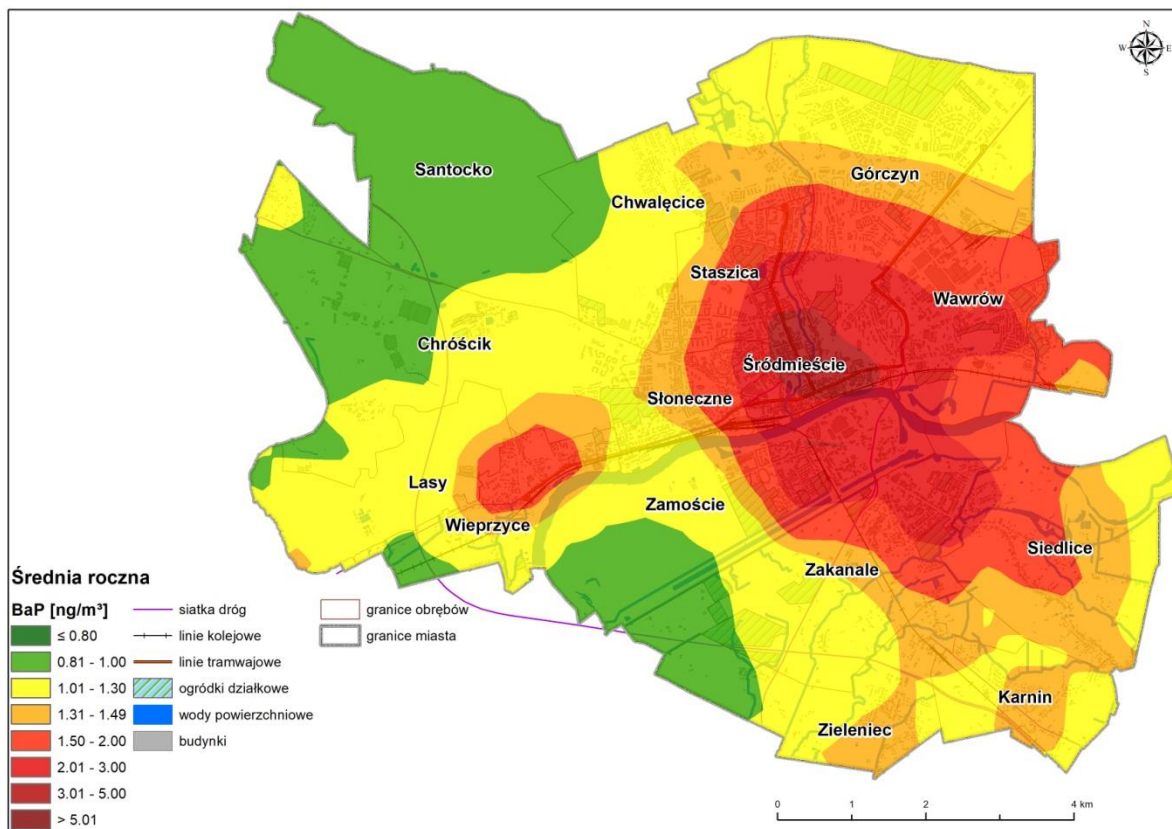 N
W E
S
Santocko
Górczyn
Chwalęcice
Staszica
Wawrów
Chróścik
Śródmieście
Słoneczne
Lasy
Zamoście
Wieprzyce
Siedlice
Zakanale
Karnin
Zieleniec
Średnia roczna
BaP [ng/m³]
≤ 0.80
0.81 - 1.00
1.01 - 1.30
1.31 - 1.49
1.50 - 2.00
2.01 - 3.00
3.01 - 5.00
> 5.01
siatka dróg
linie kolejowe
linie tramwajowe
ogródki działkowe
wody powierzchniowe
budynki
granice obrębów
granice miasta
0 1 2 4 km